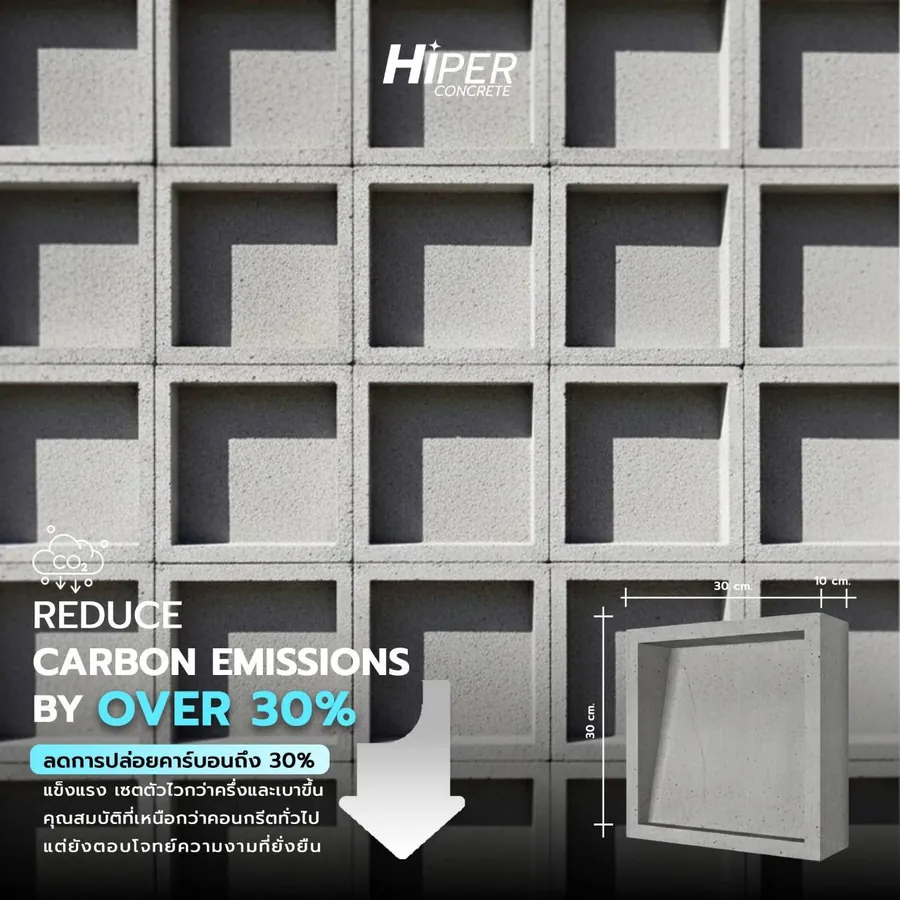 HiPER
CONCRETE
CO₂
REDUCE
CARBON EMISSIONS
BY OVER 30%
ลดการปล่อยคาร์บอนถึง 30%
แข็งแรง เซตตัวไวกว่าครึ่งและเบาขึ้น
คุณสมบัติที่เหนือกว่าคอนกรีตทั่วไป
แต่ยังตอบโจทย์ความงามที่ยั่งยืน
30 cm.
10 cm.
30 cm.